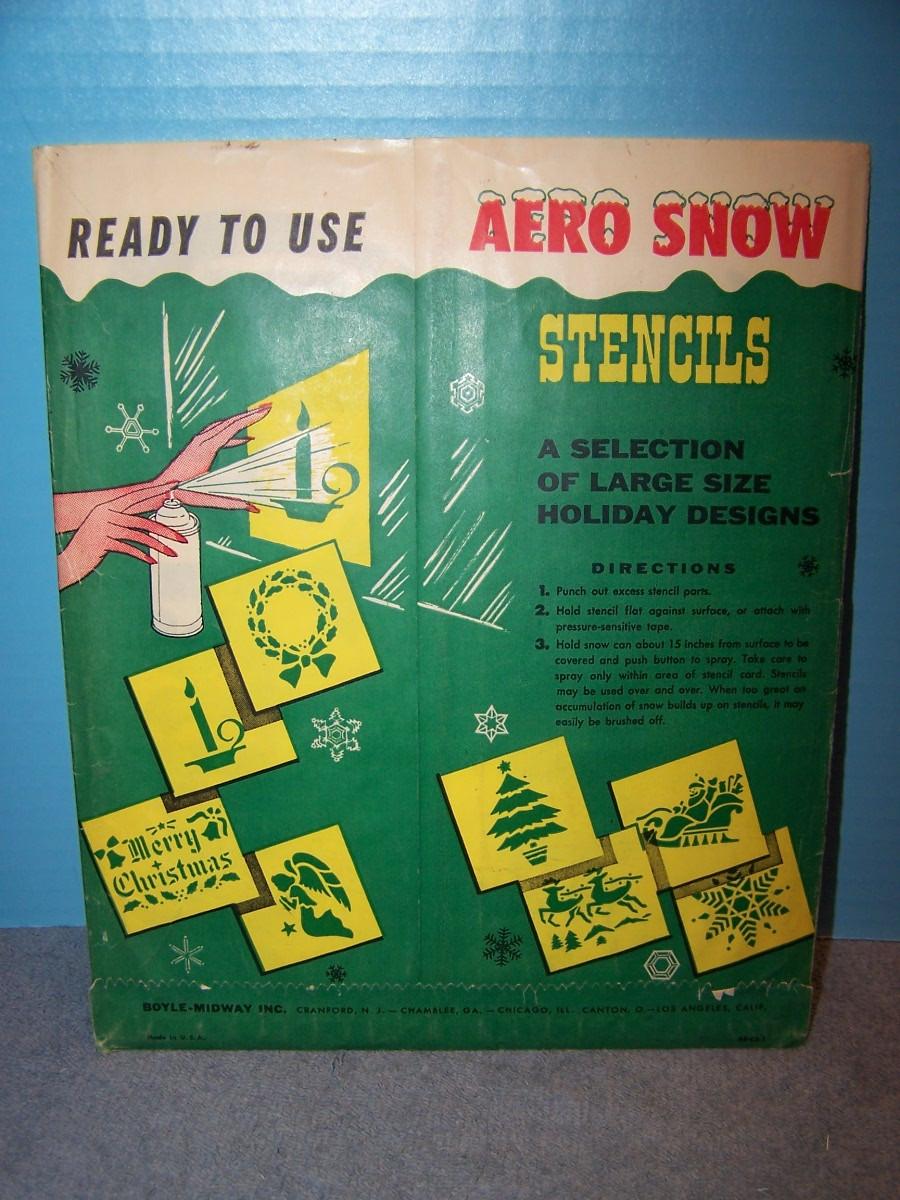 READY TO USE
AERO SNOW
STENCILS
A SELECTION
OF LARGE SIZE
HOLIDAY DESIGNS
DIRECTIONS
1. Punch out excess stencil parts.
2. Hold stencil flat against surface, or attach with
pressure-sensitive tape.
3. Hold snow can about 15 inches from surface to be
covered and push button to spray. Take care to
spray only within area of stencil card. Stencils
may be used over and over. When too great an
accumulation of snow builds up on stencils, it may
easily be brushed off.
Merry
Christmas
BOYLE-MIDWAY INC. CRANFORD, N. J. — CHAMBLEE, GA. — CHICAGO, ILL. CANTON, O. — LOS ANGELES, CALIF.
Made in U.S.A.